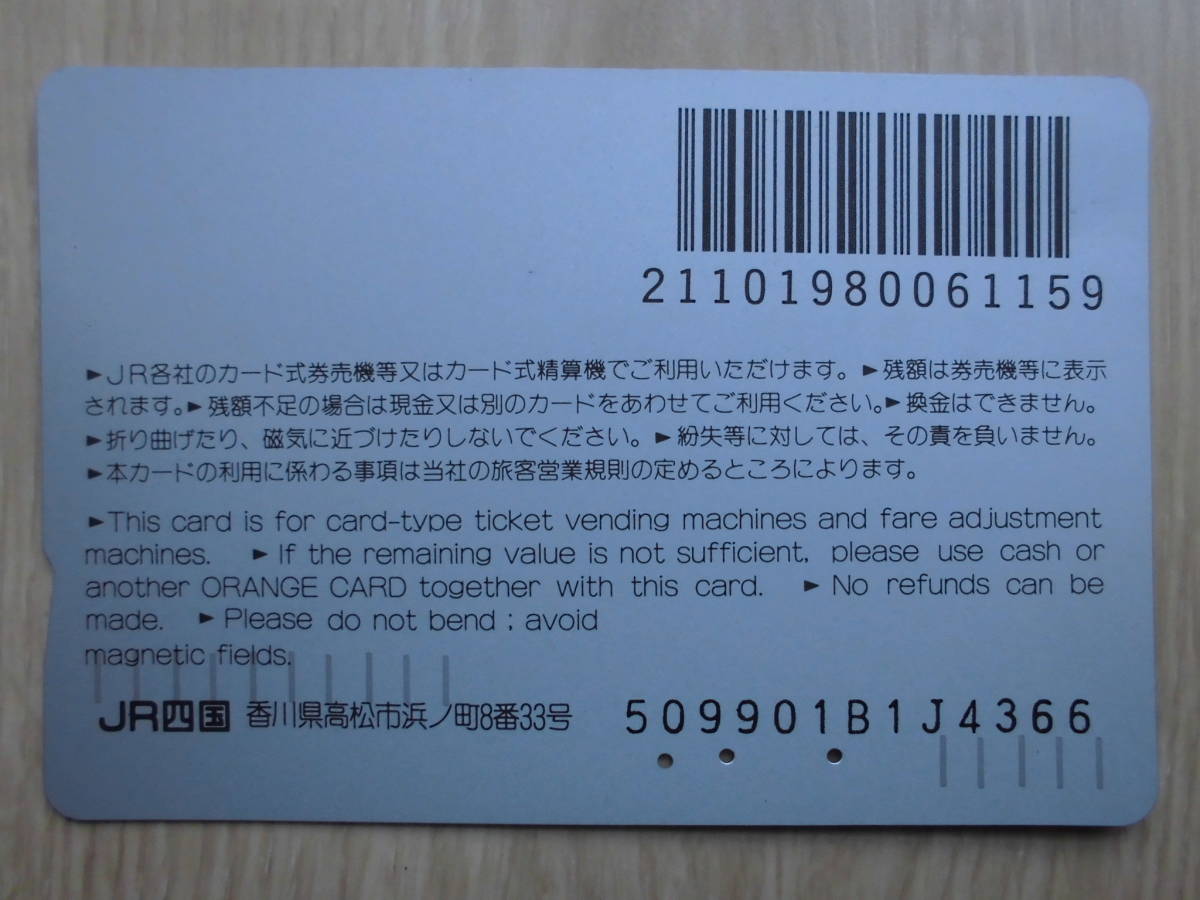 21101980061159
►JR各社のカード式券売機等又はカード式精算機でご利用いただけます。►残額は券売機等に表示
されます。►残額不足の場合は現金又は別のカードをあわせてご利用ください。►換金はできません。
►折り曲げたり、磁気に近づけたりしないでください。►紛失等に対しては、その責を負いません。
►本カードの利用に係わる事項は当社の旅客営業規則の定めるところによります。
►This card is for card-type ticket vending machines and fare adjustment
machines. ►If the remaining value is not sufficient, please use cash or
another ORANGE CARD together with this card. ►No refunds can be
made. ►Please do not bend ; avoid
magnetic fields.
JR四国 香川県高松市浜ノ町8番33号 509901B1J4366